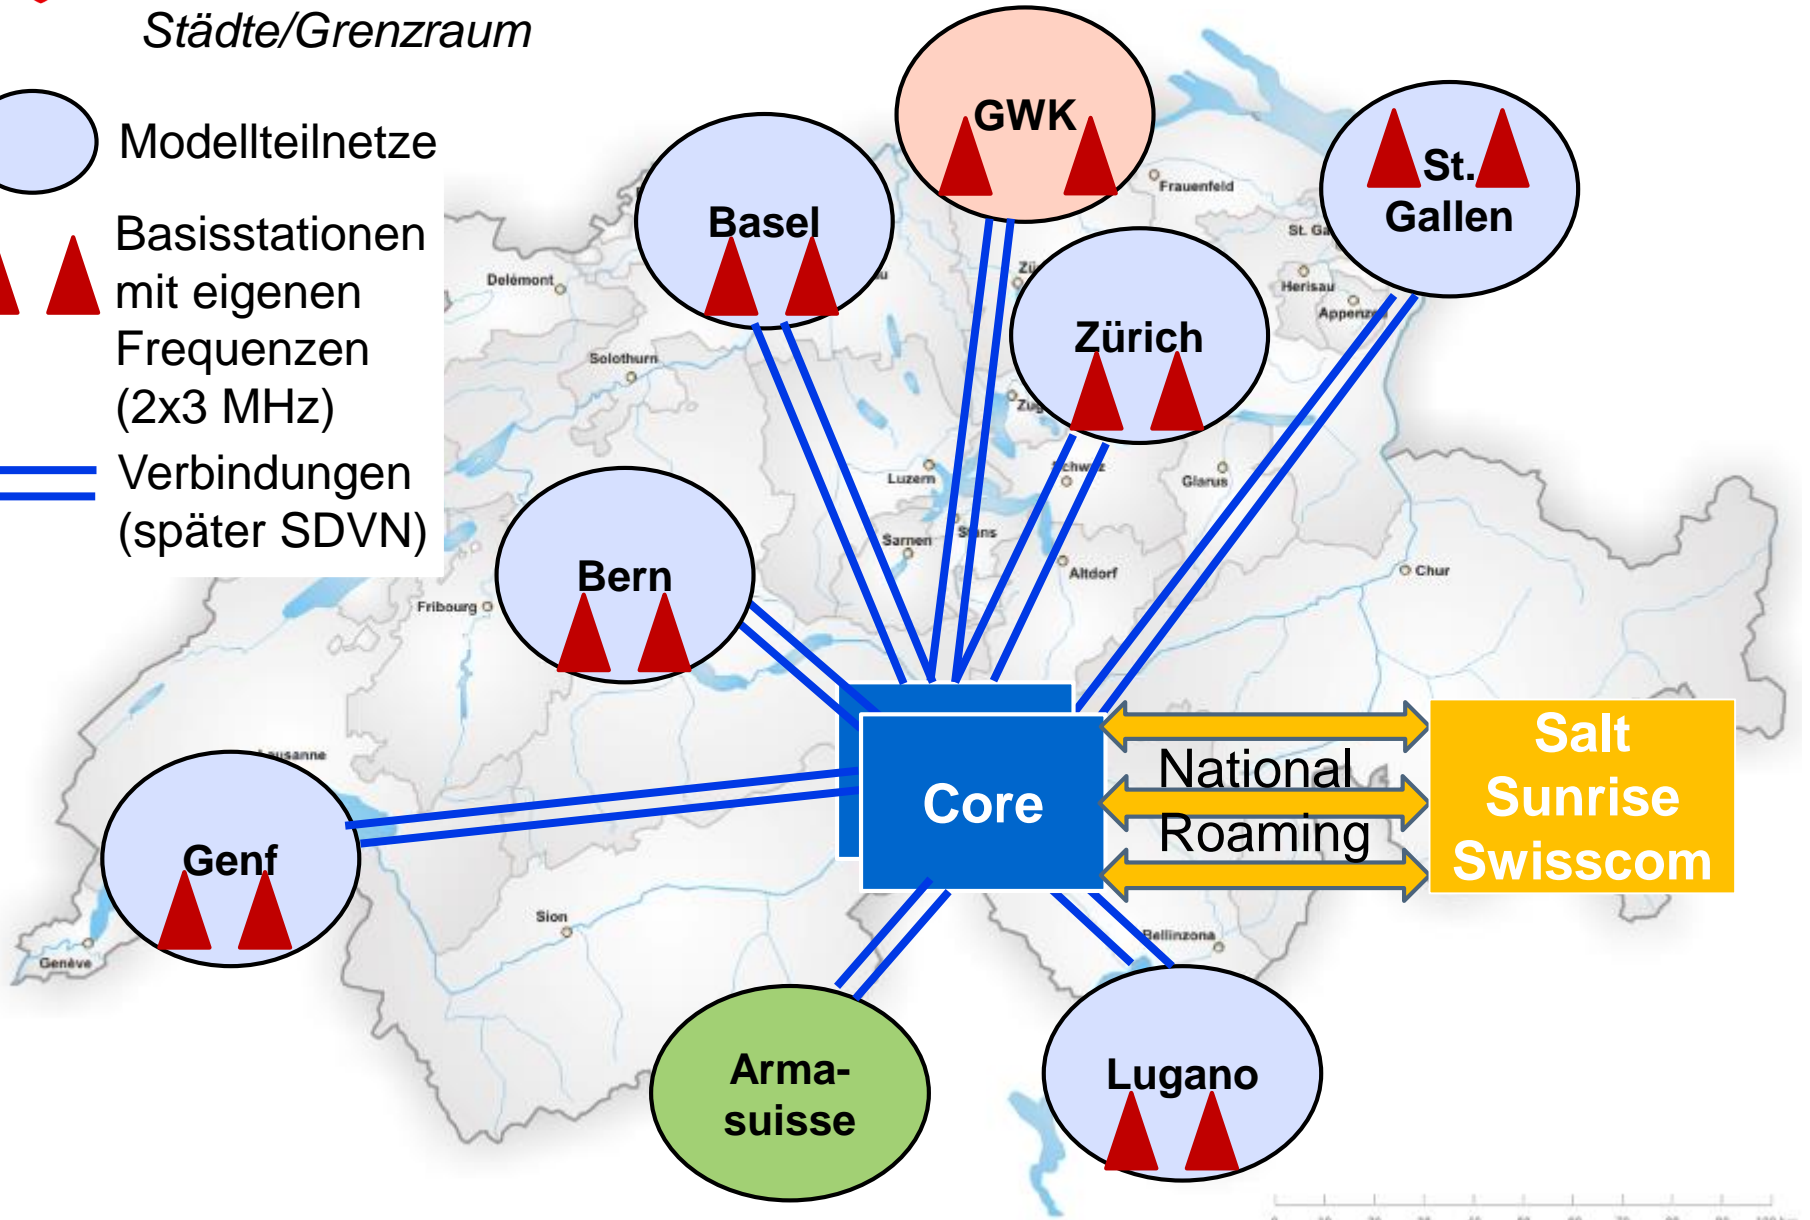 Städte/Grenzraum
Modellteilnetze
Basisstationen
mit eigenen
Frequenzen
(2x3 MHz)
Verbindungen
(später SDVN)
GWK
Basel
St.
Gallen
Zürich
Bern
Genf
Core
National
Roaming
Salt
Sunrise
Swisscom
Arma-
suisse
Lugano
Frauenfeld
Delémont
Herisau
Solothurn
Luzern
Glarus
Sarnen
Altdorf
Chur
Fribourg
Sion
Bellinzona
Genève